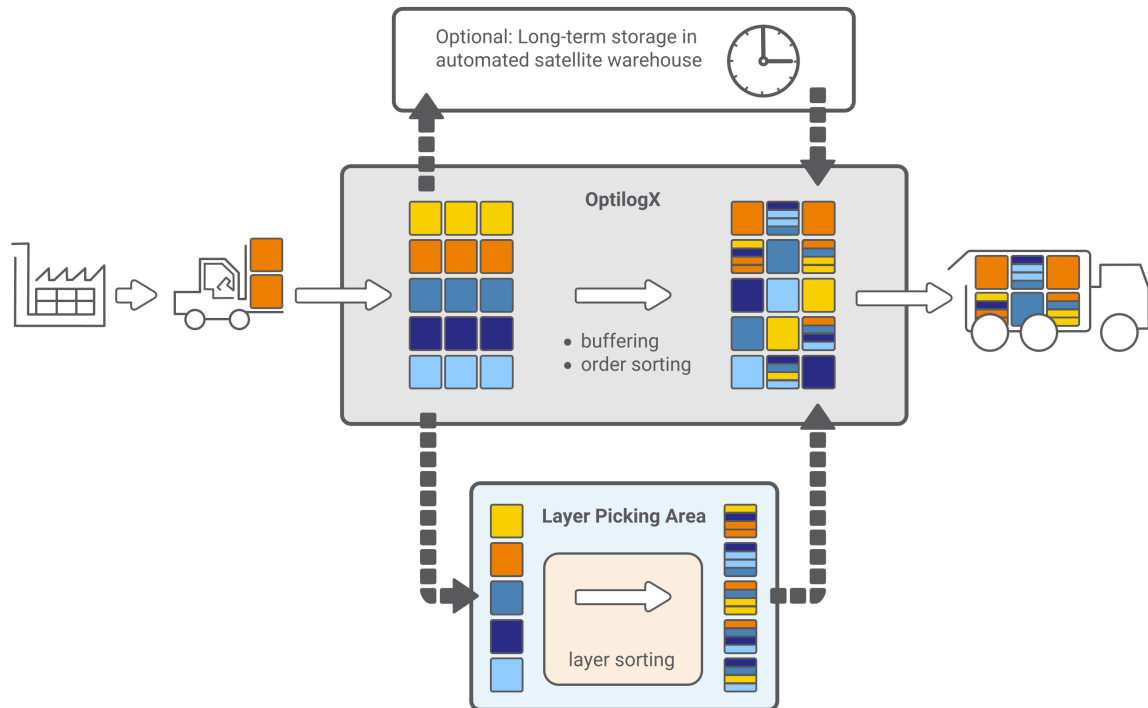 Optional: Long-term storage in
automated satellite warehouse
OptilogX
• buffering
• order sorting
Layer Picking Area
layer sorting